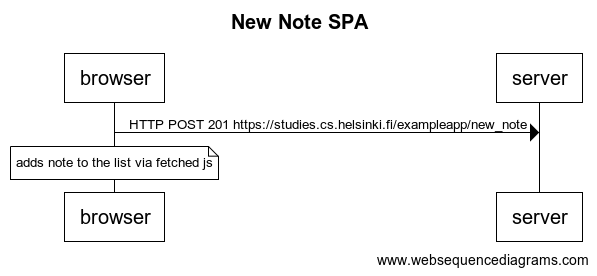 New Note SPA
browser
server
HTTP POST 201 https://studies.cs.helsinki.fi/exampleapp/new_note
adds note to the list via fetched js
browser
server
www.websequencediagrams.com